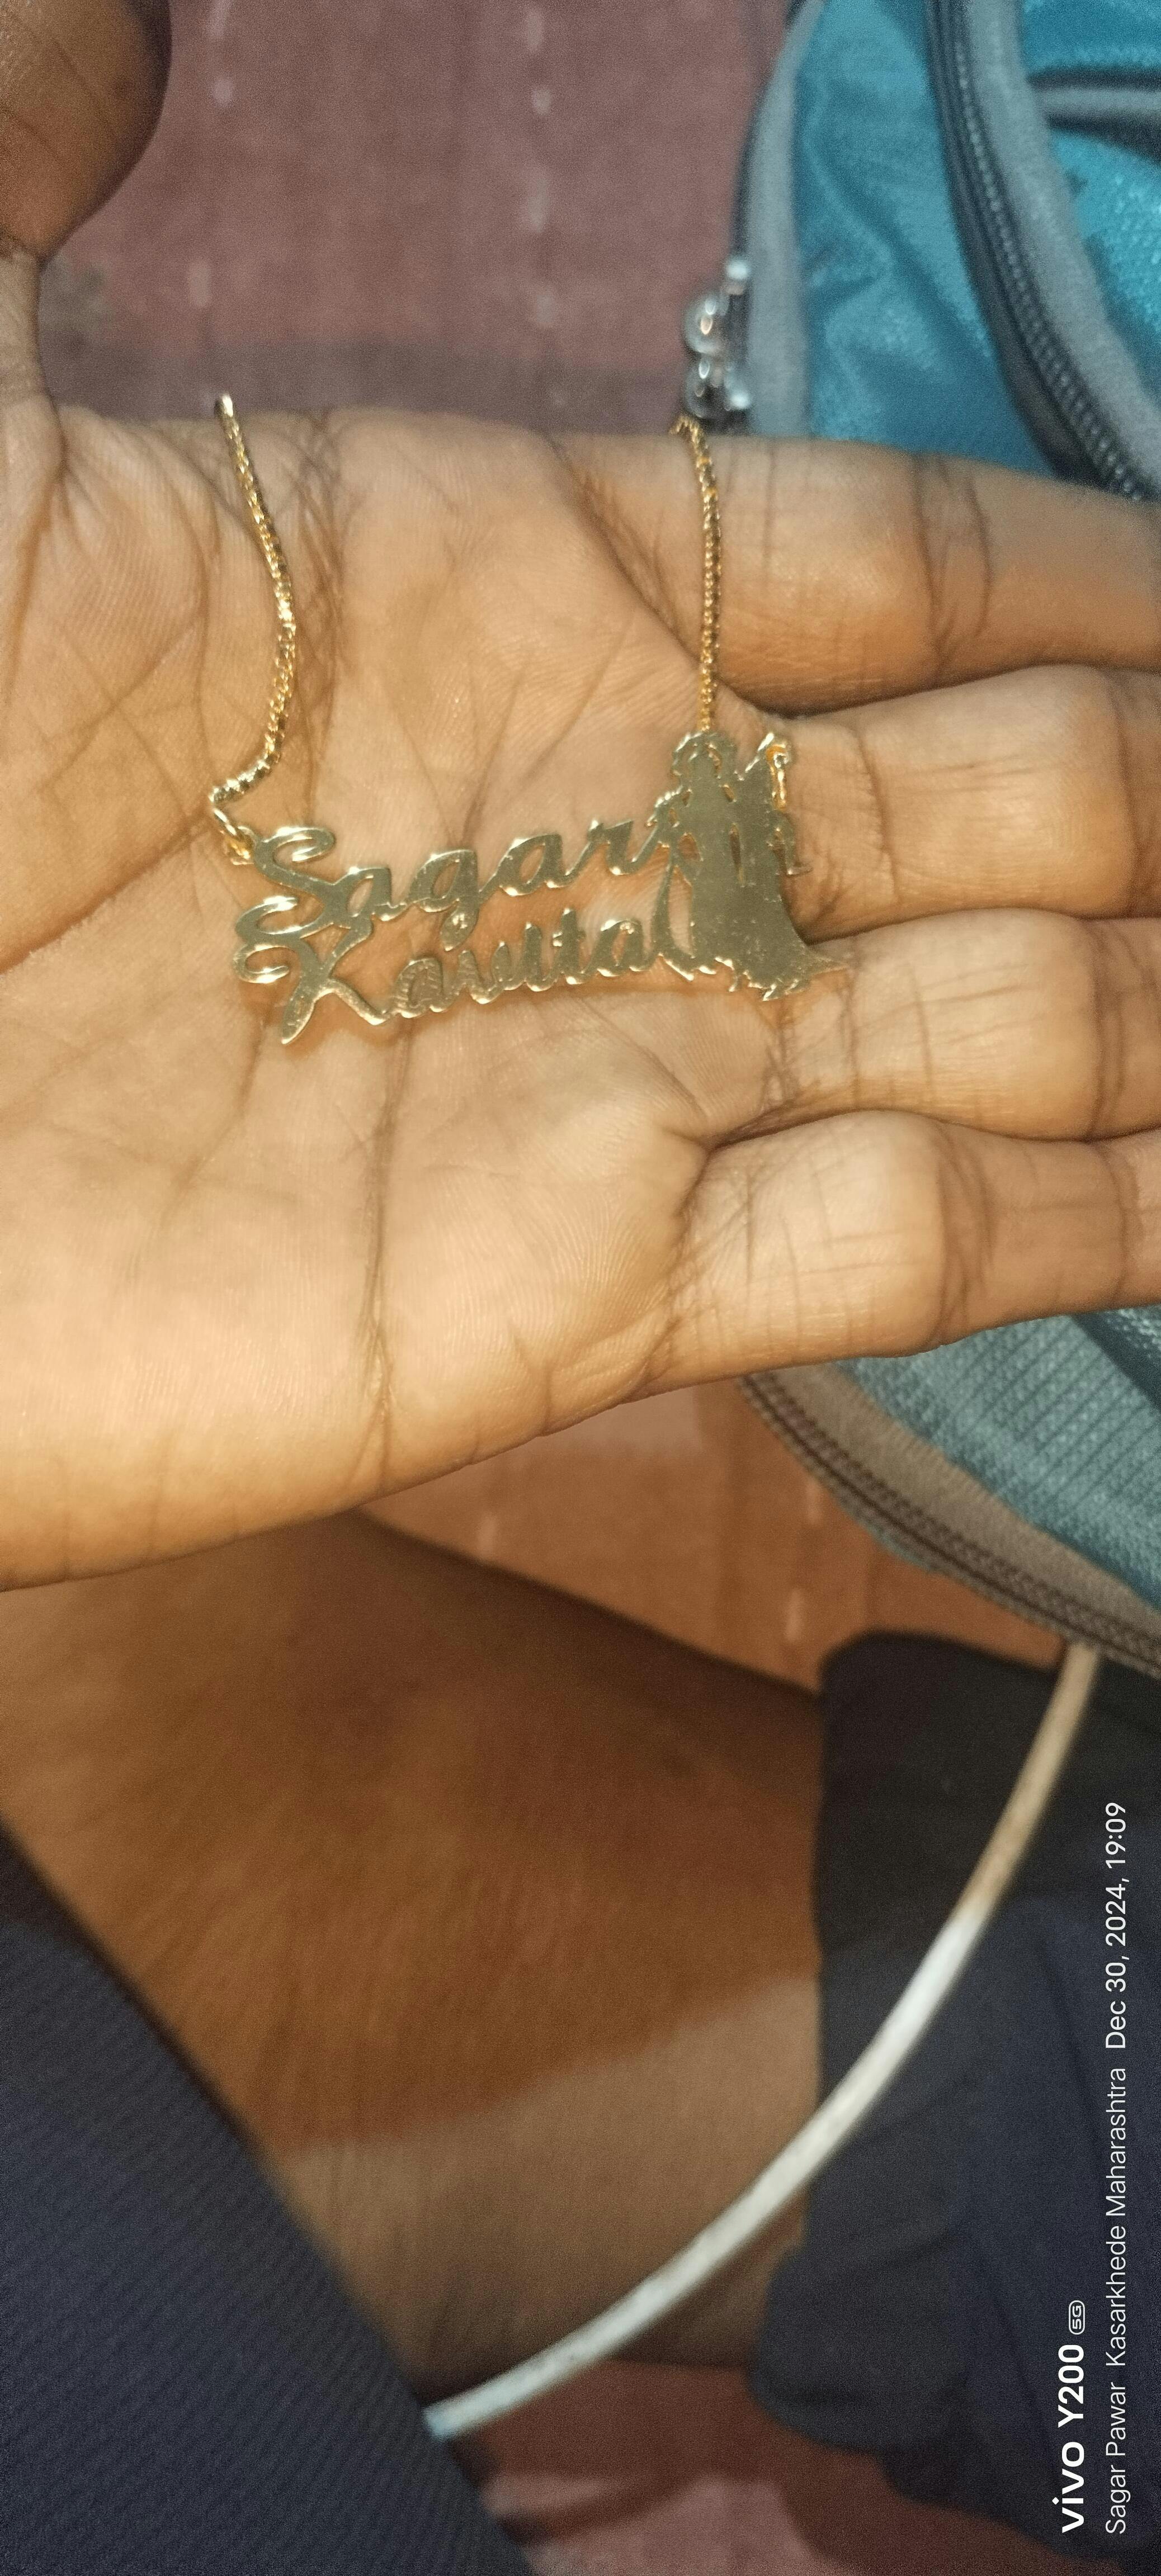 Sagar
Kavita
vivo Y200 5G
Sagar Pawar Kasarkhede Maharashtra Dec 30, 2024, 19:09